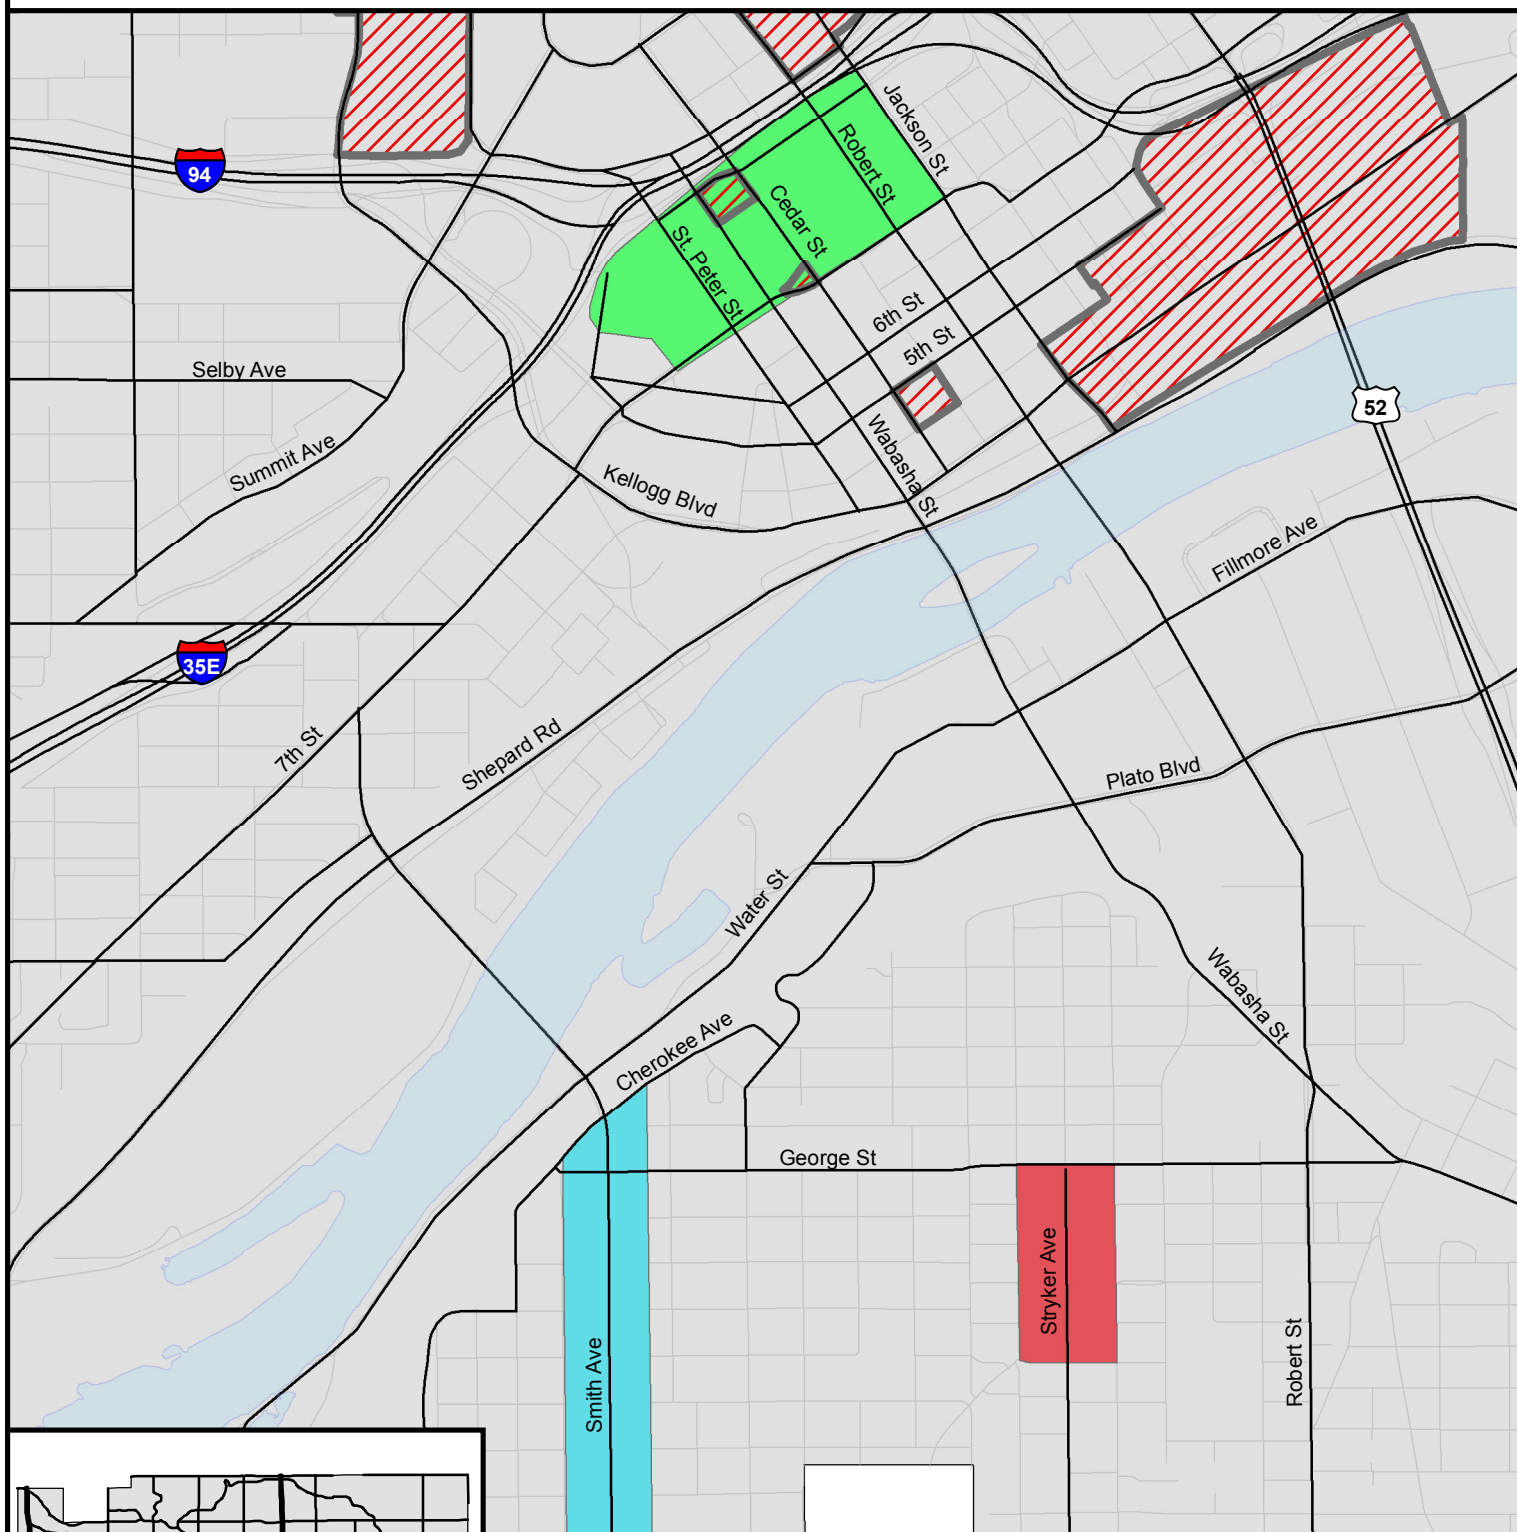 Jackson St
Robert St
94
Cedar St
St. Peter St
6th St
5th St
Selby Ave
52
Summit Ave
Wabasha St
Kellogg Blvd
Fillmore Ave
35E
7th St
Shepard Rd
Plato Blvd
Water St
Wabasha St
Cherokee Ave
George St
Stryker Ave
Robert St
Smith Ave